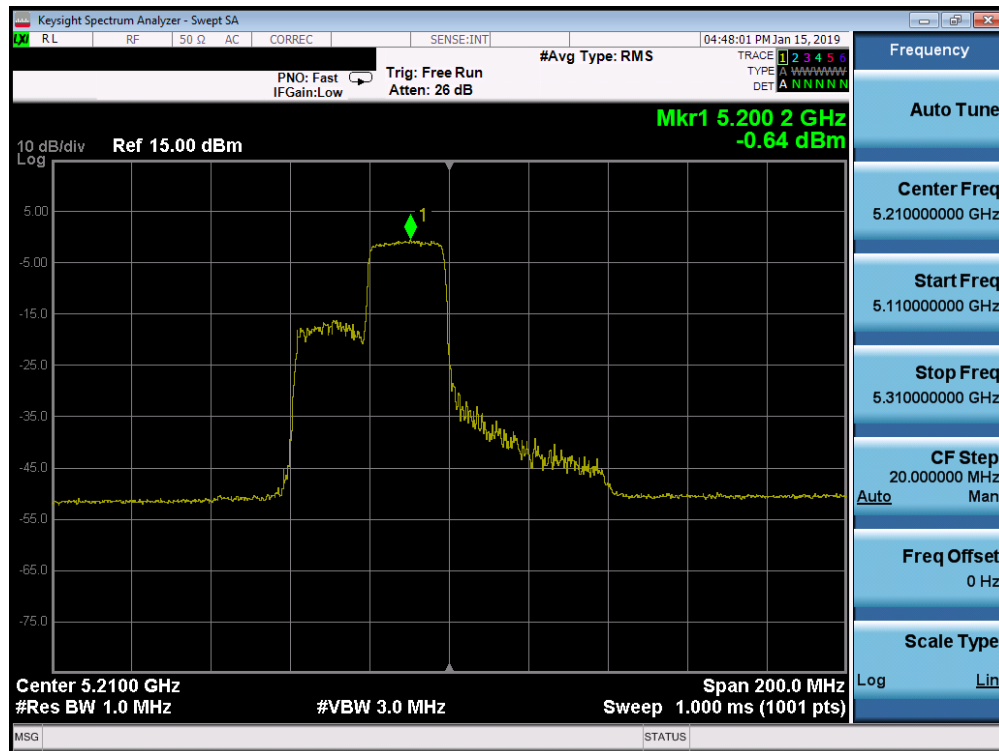 Keysight Spectrum Analyzer - Swept SA
LXI RL RF 50 Ω AC CORREC SENSE:INT 04:48:01 PM Jan 15, 2019
#Avg Type: RMS
TRACE 1 2 3 4 5 6
TYPE A WWWWW
DET A N N N N N
PNO: Fast
IFGain:Low
Trig: Free Run
Atten: 26 dB
Mkr1 5.200 2 GHz
-0.64 dBm
10 dB/div
Log
Ref 15.00 dBm
1
5.00
-5.00
-15.0
-25.0
-35.0
-45.0
-55.0
-65.0
-75.0
Center 5.2100 GHz
Span 200.0 MHz
#Res BW 1.0 MHz
#VBW 3.0 MHz
Sweep 1.000 ms (1001 pts)
MSG
STATUS
Frequency
Auto Tune
Center Freq
5.210000000 GHz
Start Freq
5.110000000 GHz
Stop Freq
5.310000000 GHz
CF Step
20.000000 MHz
Auto Man
Freq Offset
0 Hz
Scale Type
Log Lin